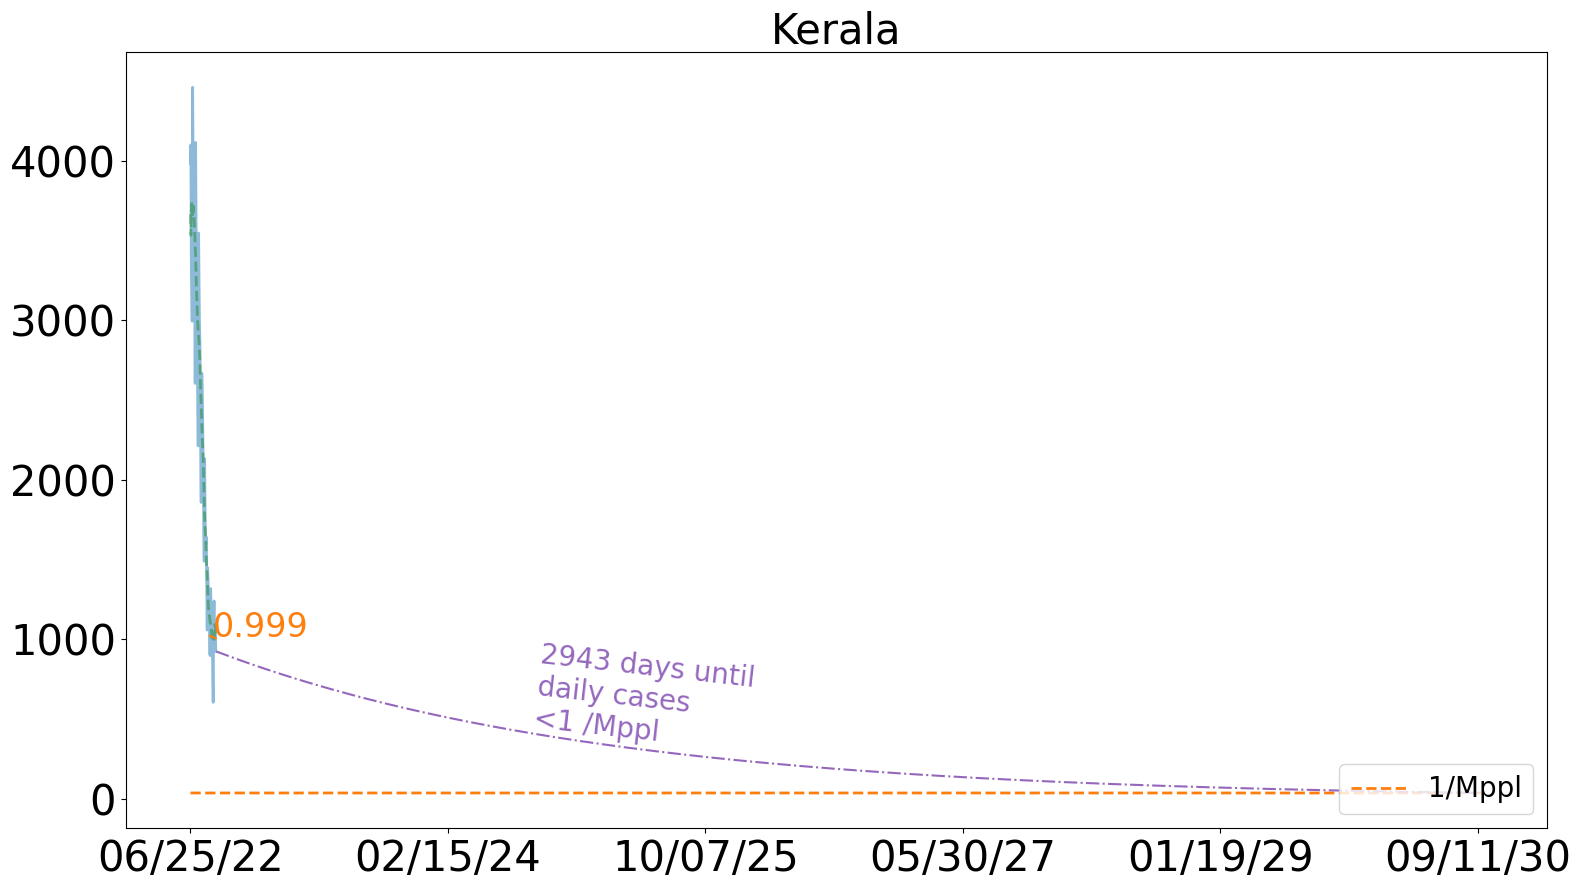 Kerala
4000
3000
2000
1000
0
0.999
2943 days until
daily cases
<1 /Mppl
1/Mppl
06/25/22 02/15/24 10/07/25 05/30/27 01/19/29 09/11/30